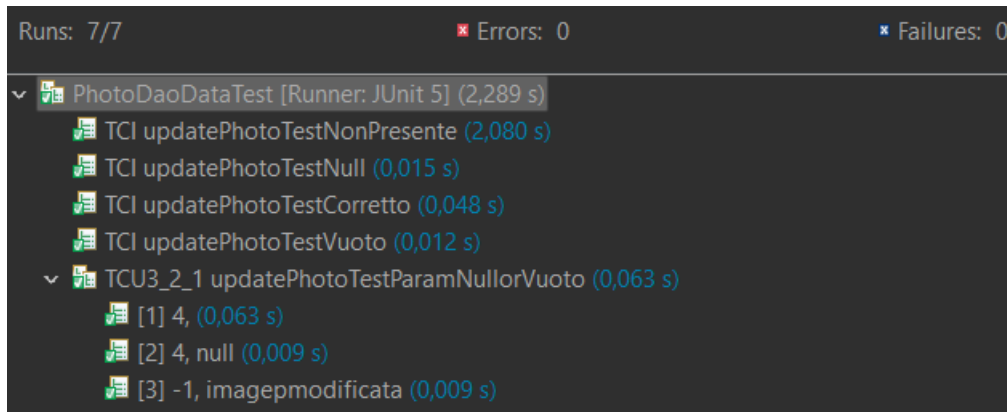 Runs: 7/7 Errors: 0 Failures: 0
PhotoDaoDataTest [Runner: JUnit 5] (2,289 s)
TCI updatePhotoTestNonPresente (2,080 s)
TCI updatePhotoTestNull (0,015 s)
TCI updatePhotoTestCorretto (0,048 s)
TCI updatePhotoTestVuoto (0,012 s)
TCU3_2_1 updatePhotoTestParamNullorVuoto (0,063 s)
[1] 4, (0,063 s)
[2] 4, null (0,009 s)
[3] -1, imagepmodificata (0,009 s)